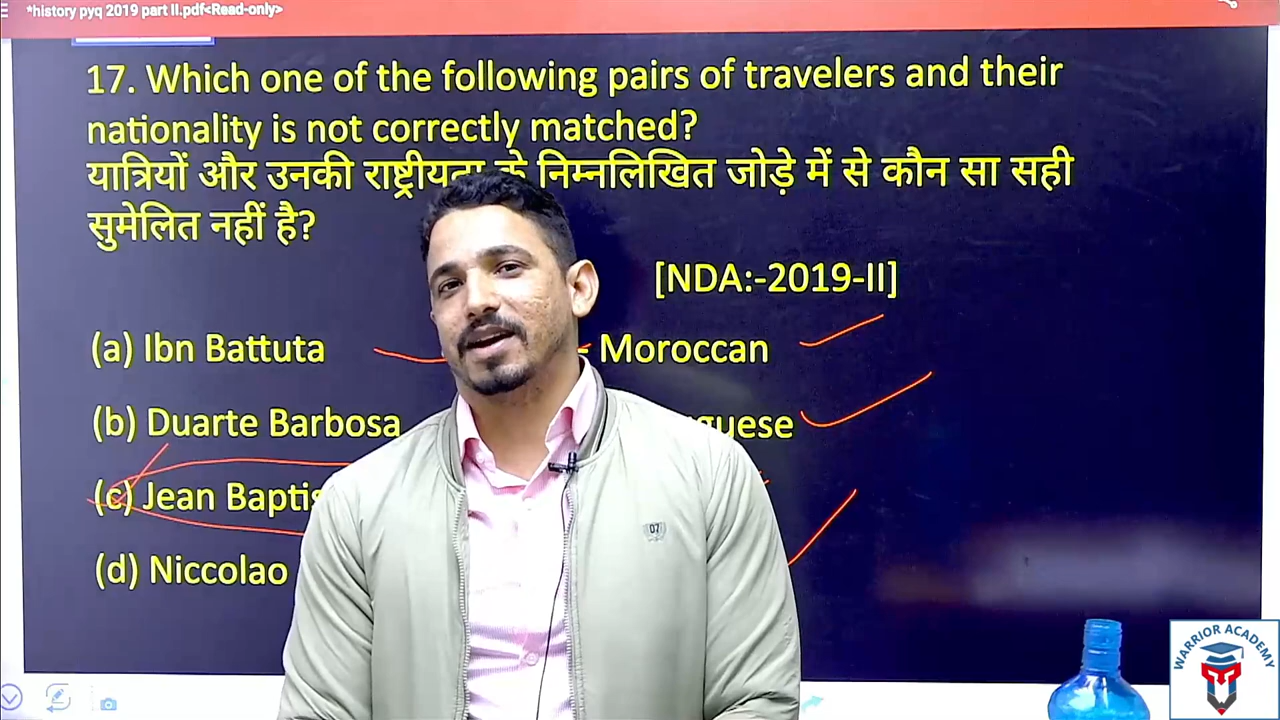 *history pyq 2019 part II.pdf<Read-only>
17. Which one of the following pairs of travelers and their
nationality is not correctly matched?
यात्रियों और उनकी राष्ट्रीयता के निम्नलिखित जोड़े में से कौन सा सही
सुमेलित नहीं है?
[NDA:-2019-II]
(a) Ibn Battuta - Moroccan
(b) Duarte Barbosa
(c) Jean
(d) Niccolao
07
WARRIOR ACADEMY